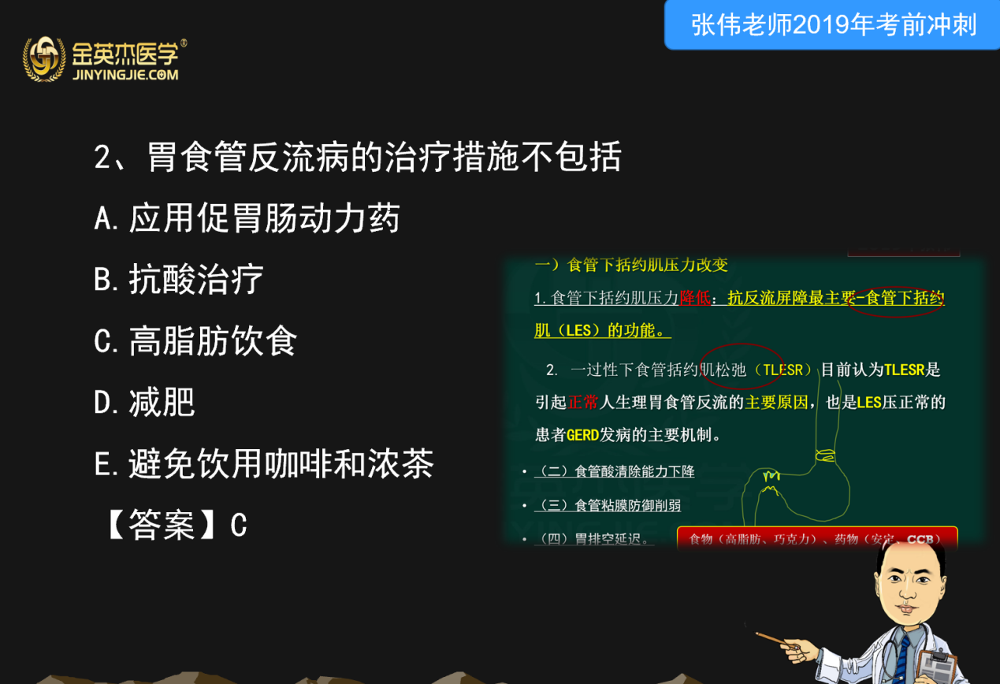 张伟老师2019年考前冲刺
金英杰医学®
JINYINGJIE.COM
2、胃食管反流病的治疗措施不包括
A.应用促胃肠动力药
B.抗酸治疗
C.高脂肪饮食
D.减肥
E.避免饮用咖啡和浓茶
【答案】C
一）食管下括约肌压力改变
1.食管下括约肌压力降低：抗反流屏障最主要-食管下括约
肌（LES）的功能。
2. 一过性下食管括约肌松弛（TLESR）目前认为TLESR是
引起正常人生理胃食管反流的主要原因，也是LES压正常的
患者GERD发病的主要机制。
• （二）食管酸清除能力下降
• （三）食管粘膜防御削弱
• （四）胃排空延迟。
食物（高脂肪、巧克力）、药物（安定、CCB）